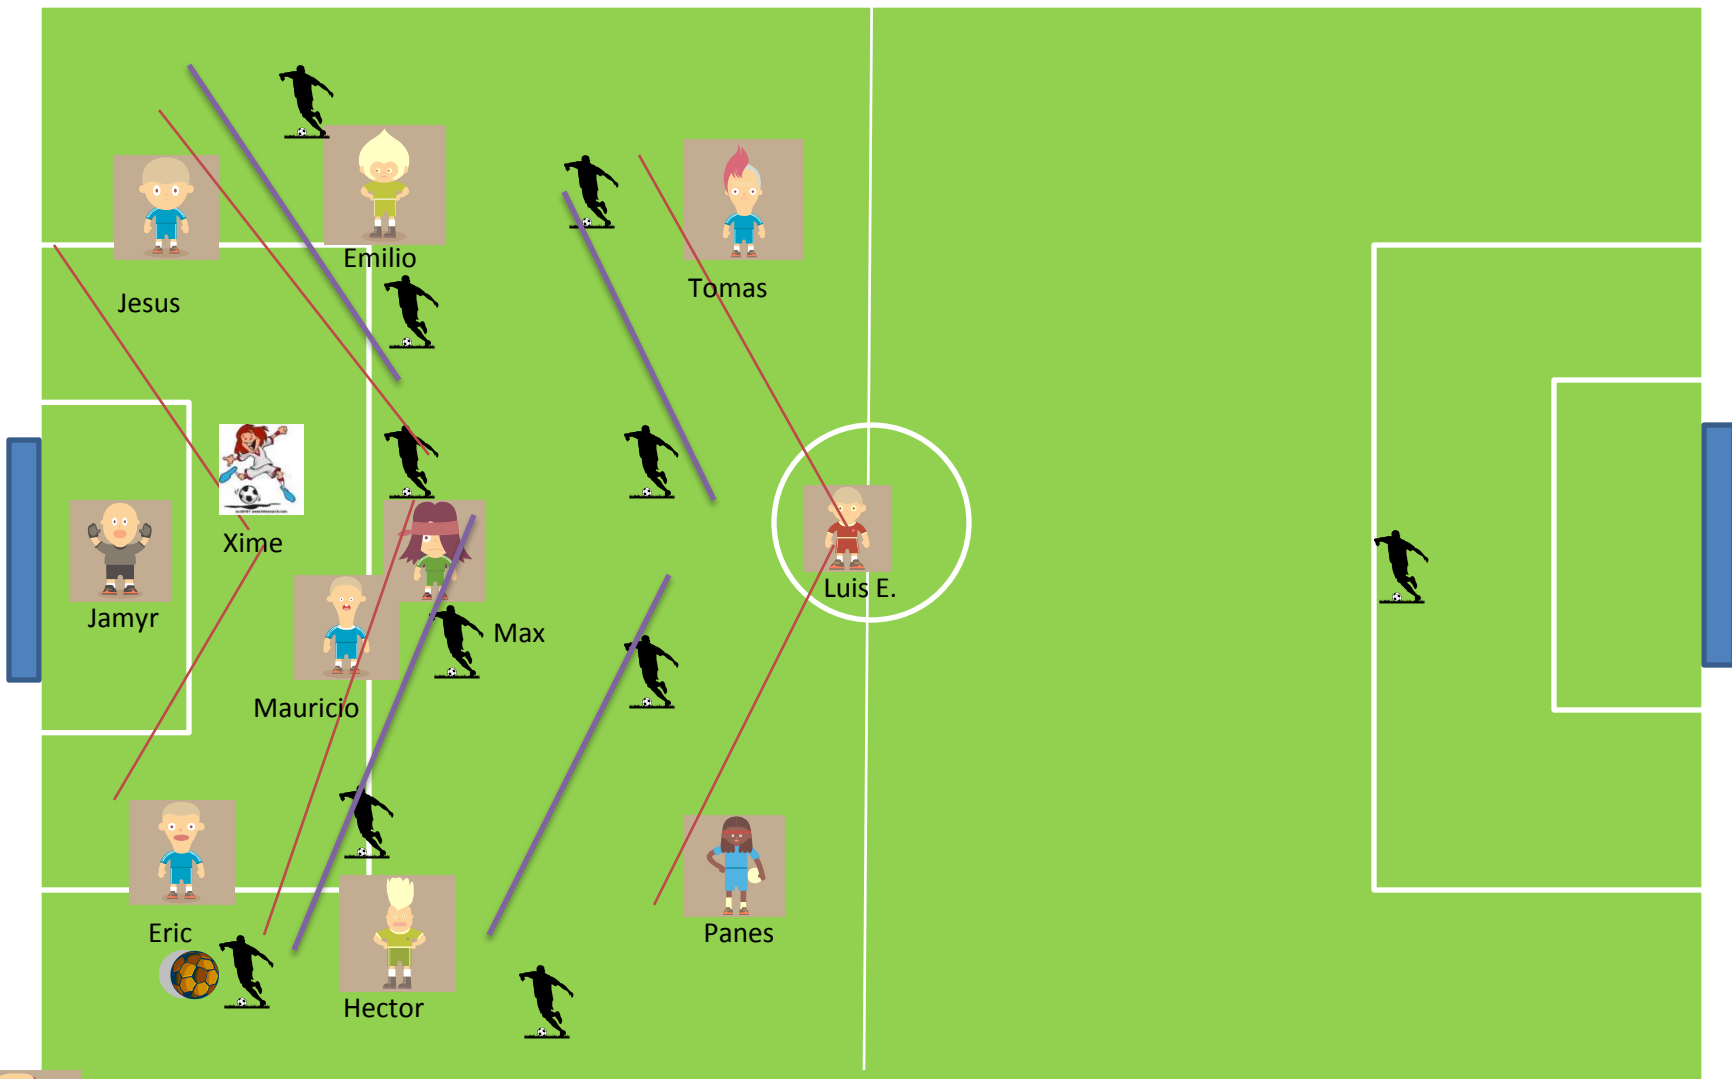 Emilio
Tomas
Jesus
Xime
Luis E.
Jamyr
Max
Mauricio
Eric
Panes
Hector